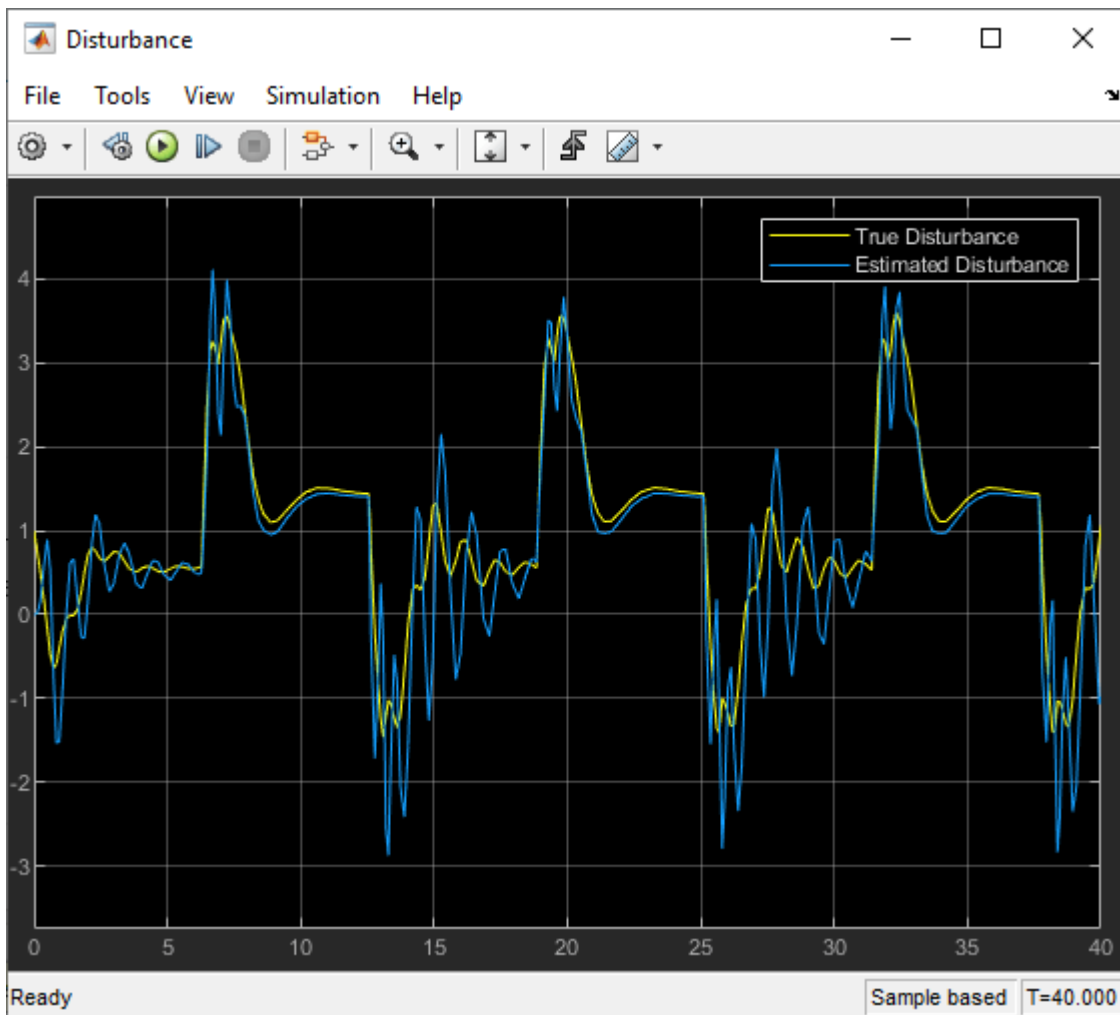 Disturbance
File Tools View Simulation Help
True Disturbance
Estimated Disturbance
4
3
2
1
0
-1
-2
-3
0 5 10 15 20 25 30 35 40
Ready Sample based T=40.000